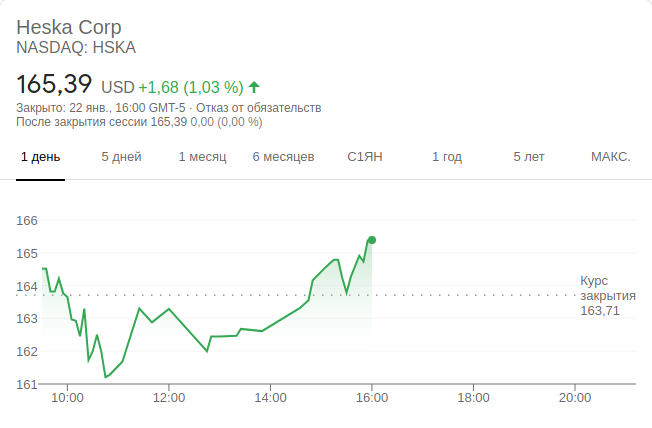 Heska Corp
NASDAQ: HSKA
165,39 USD +1,68 (1,03 %)
Закрыто: 22 янв., 16:00 GMT-5 · Отказ от обязательств
После закрытия сессии 165,39 0,00 (0,00 %)
1 день 5 дней 1 месяц 6 месяцев С1ЯН 1 год 5 лет МАКС.
166
165
164
163
162
161
Курс
закрытия
163,71
10:00 12:00 14:00 16:00 18:00 20:00